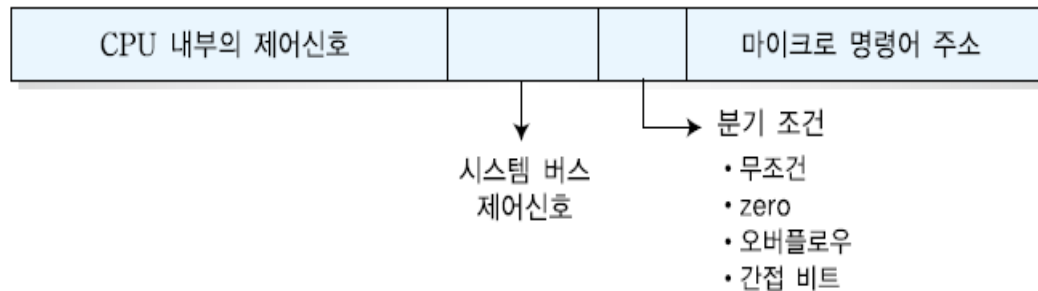 CPU 내부의 제어신호
마이크로 명령어 주소
시스템 버스
제어신호
분기 조건
• 무조건
• zero
• 오버플로우
• 간접 비트